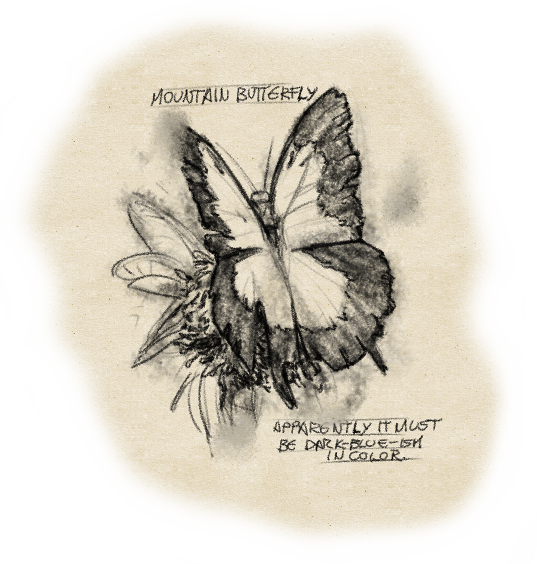 MOUNTAIN BUTTERFLY
APPARENTLY IT MUST
BE DARK-BLUE-ISH
IN COLOR.